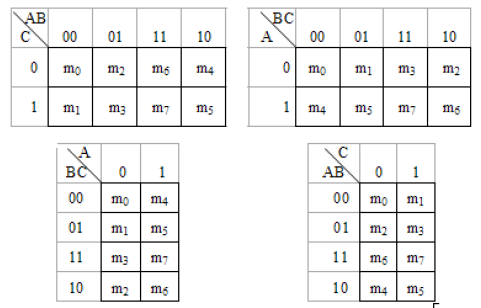 AB
C 00 01 11 10
0 m0 m2 m6 m4
1 m1 m3 m7 m5
BC
A 00 01 11 10
0 m0 m1 m3 m2
1 m4 m5 m7 m6
A
BC 0 1
00 m0 m4
01 m1 m5
11 m3 m7
10 m2 m6
C
AB 0 1
00 m0 m1
01 m2 m3
11 m6 m7
10 m4 m5